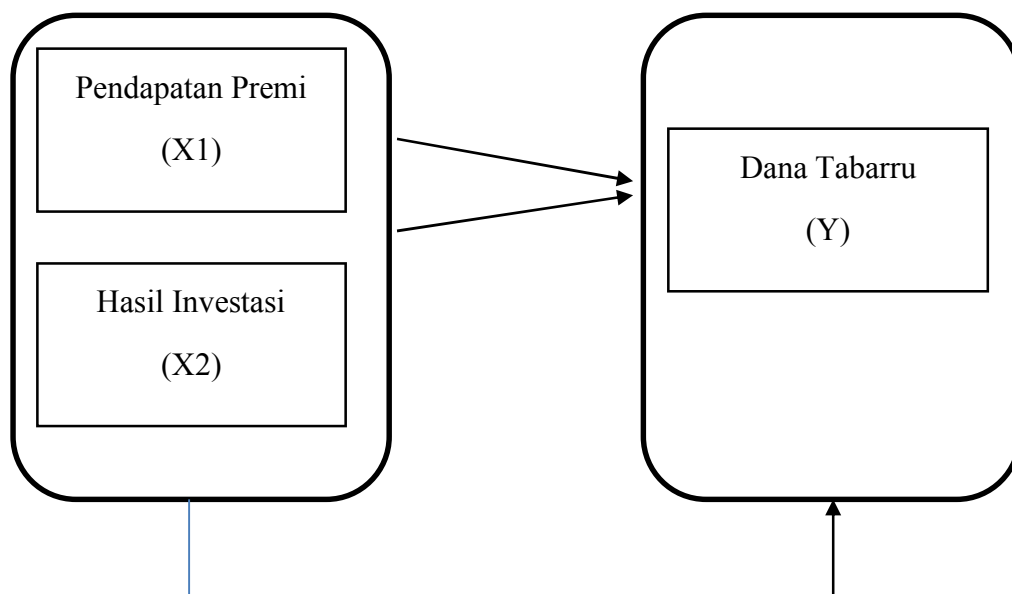 Pendapatan Premi
(X1)
Hasil Investasi
(X2)
Dana Tabarru
(Y)